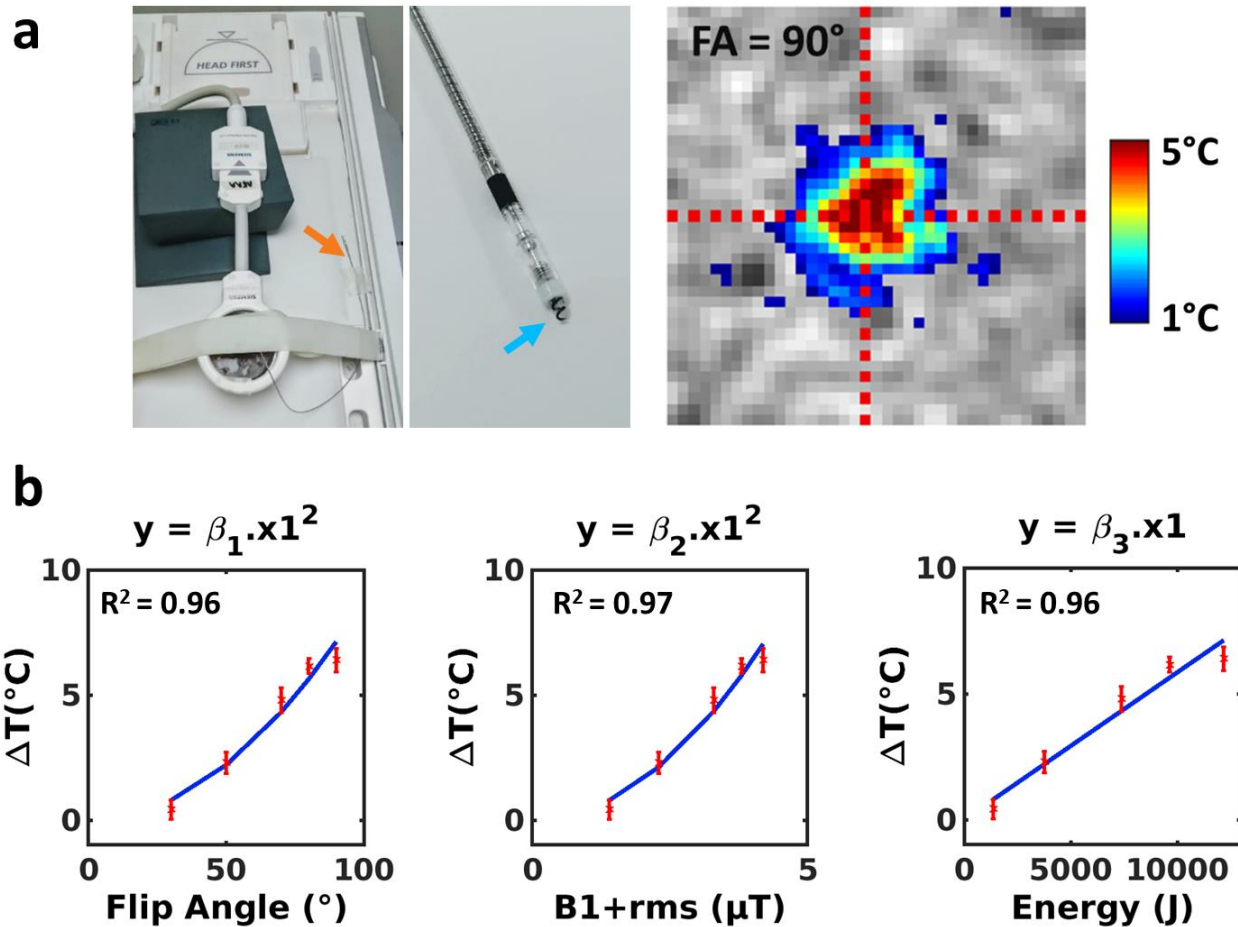 a
HEAD FIRST
FA = 90°
5°C
1°C
b
y = β₁.x1²
R² = 0.96
10
5
0
0 50 100
ΔT(°C)
Flip Angle (°)
y = β₂.x1²
R² = 0.97
10
5
0
0 5
ΔT(°C)
B1+rms (μT)
y = β₃.x1
R² = 0.96
10
5
0
0 5000 10000
ΔT(°C)
Energy (J)